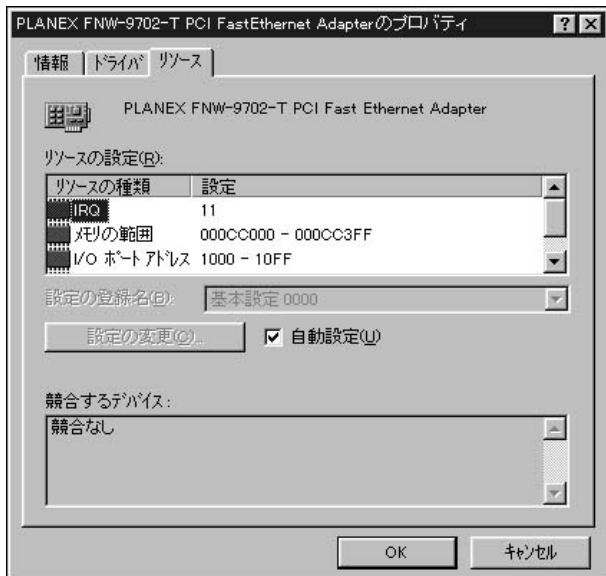 PLANEX FNW-9702-T PCI FastEthernet Adapterのプロパティ
情報 ドライバ リソース
PLANEX FNW-9702-T PCI Fast Ethernet Adapter
リソースの設定(R):
リソースの種類 設定
IRQ 11
メモリの範囲 000CC000 - 000CC3FF
I/O ポート アドレス 1000 - 10FF
設定の登録名(B): 基本設定 0000
設定の変更(C)... 自動設定(U)
競合するデバイス:
競合なし
OK キャンセル